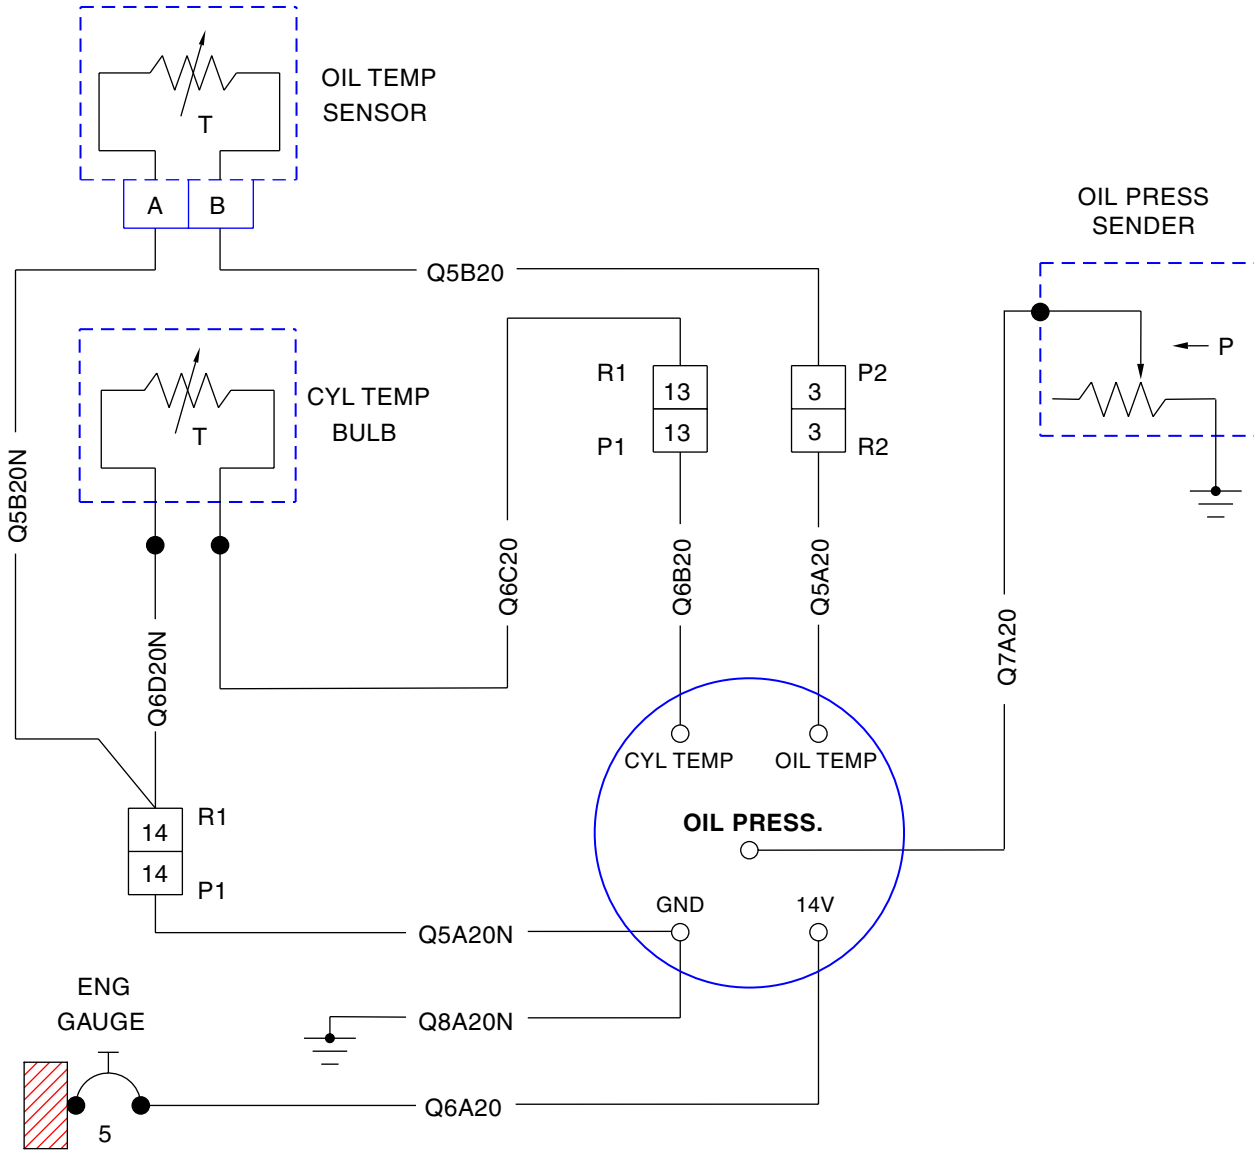 OIL TEMP
SENSOR
T
A B
OIL PRESS
SENDER
Q5B20
P
R1
13
13
P1
P2
3
3
R2
CYL TEMP
BULB
T
Q5B20N
Q6C20
Q6B20
Q5A20
Q7A20
Q6D20N
CYL TEMP
OIL TEMP
OIL PRESS.
R1
14
14
P1
GND
14V
Q5A20N
ENG
GAUGE
Q8A20N
Q6A20
5